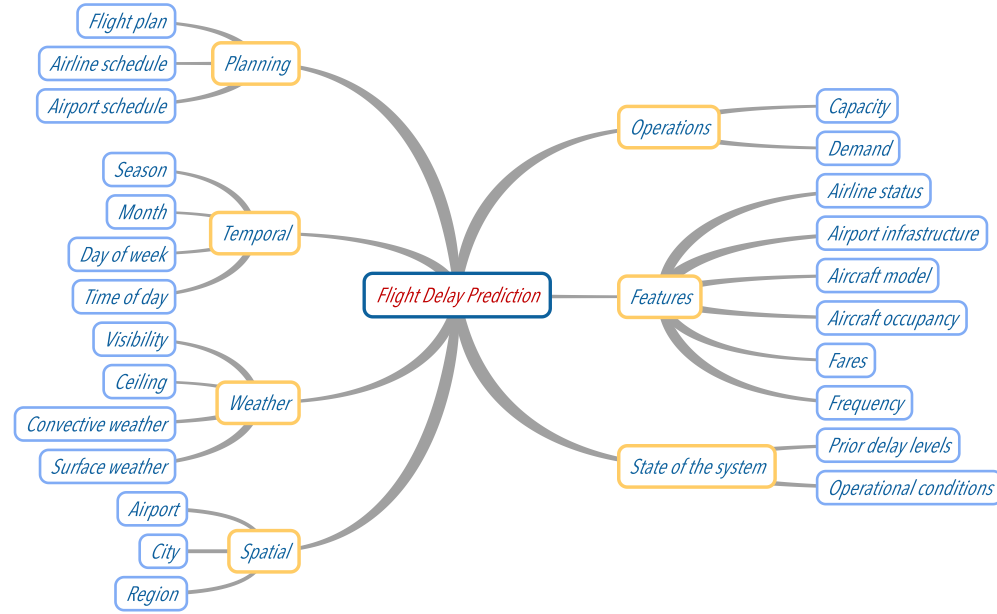 Flight plan
Airline schedule
Airport schedule
Planning
Season
Month
Day of week
Time of day
Temporal
Visibility
Ceiling
Convective weather
Surface weather
Weather
Airport
City
Region
Spatial
Flight Delay Prediction
Operations
Capacity
Demand
Features
Airline status
Airport infrastructure
Aircraft model
Aircraft occupancy
Fares
Frequency
State of the system
Prior delay levels
Operational conditions